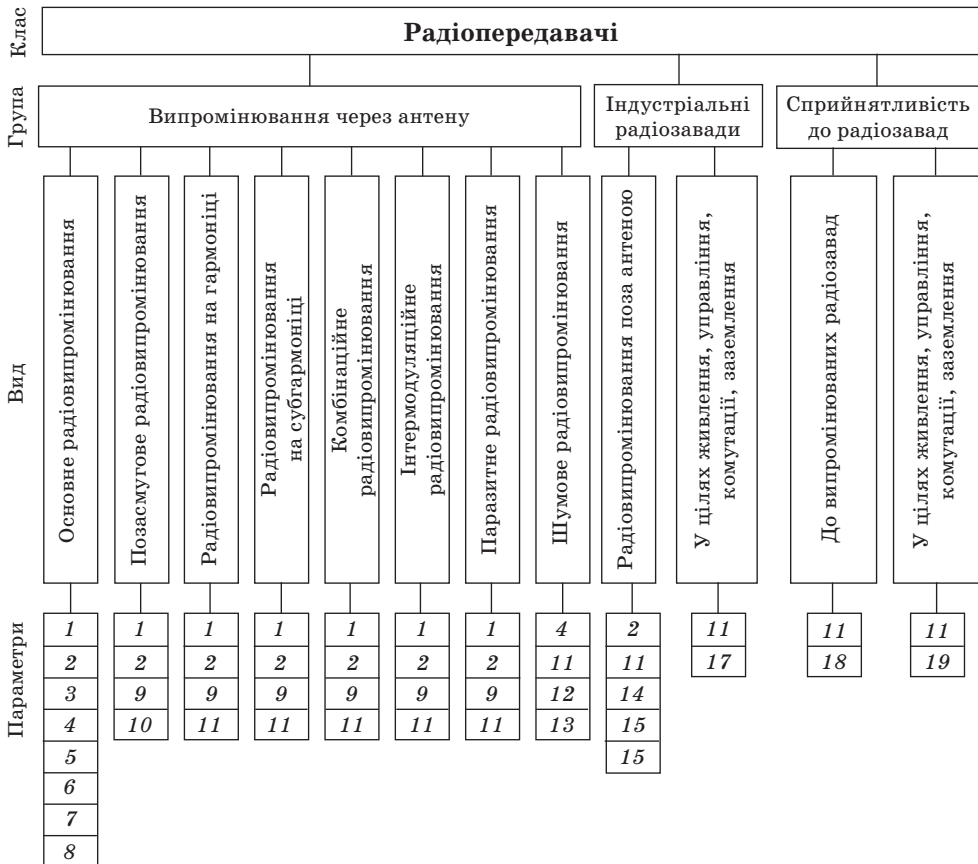 Клас
Радіопередавачі
Група
Випромінювання через антену
Індустріальні
радіозавади
Сприйнятливість
до радіозавад
Вид
Основне радіовипромінювання
Позасмугове радіовипромінювання
Радіовипромінювання на гармоніці
Радіовипромінювання
на субгармоніці
Комбінаційне
радіовипромінювання
Інтермодуляційне
радіовипромінювання
Паразитне радіовипромінювання
Шумове радіовипромінювання
Радіовипромінювання поза антеною
У цілях живлення, управління,
комутації, заземлення
До випромінюваних радіозавад
У цілях живлення, управління,
комутації, заземлення
Параметри
1 1 1 1 1 1 1 4 2 11 11 11
2 2 2 2 2 2 2 11 11 17 18 19
3 9 9 9 9 9 9 12 14
4 10 11 11 11 11 11 13 15
5 15
6
7
8